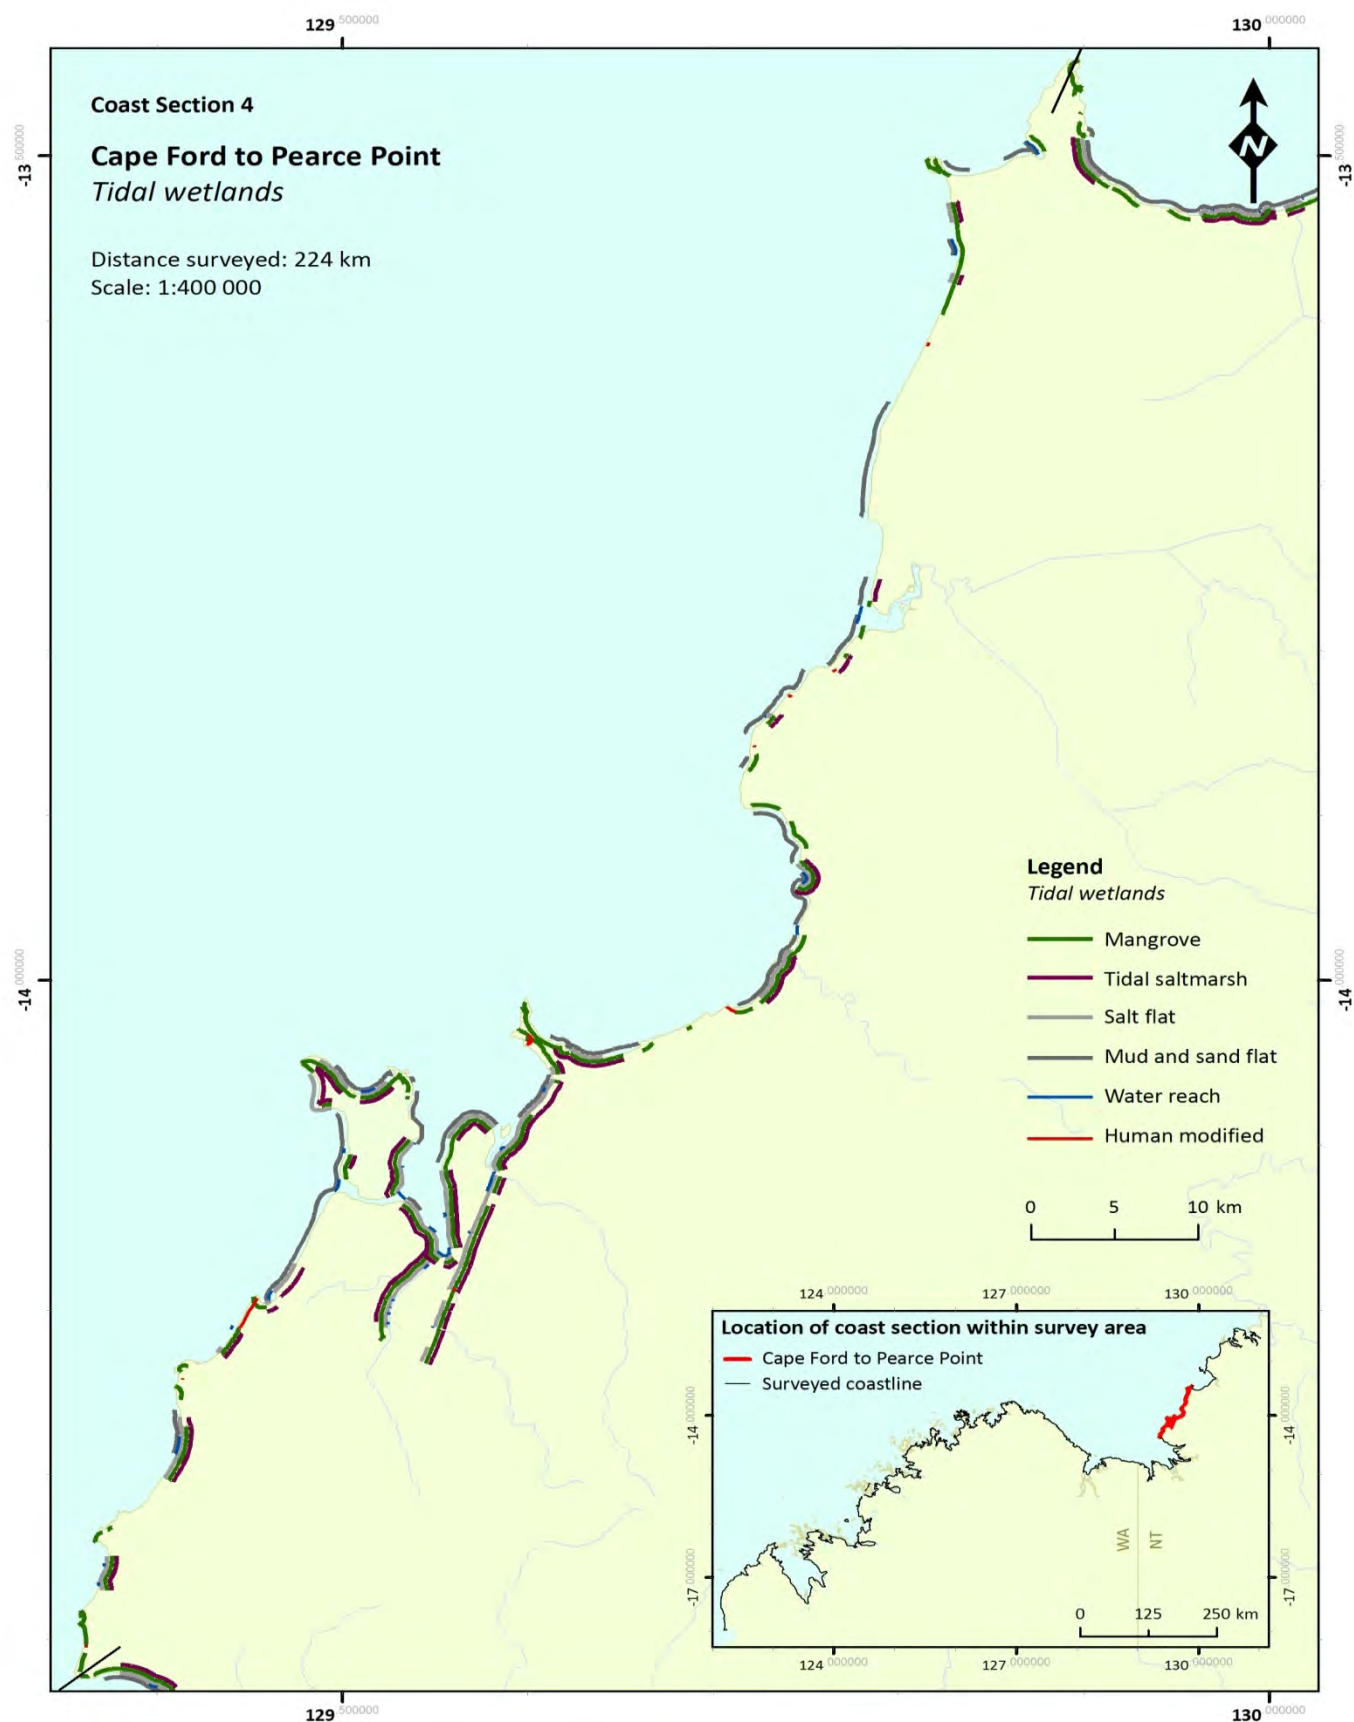 129.500000
130.000000
Coast Section 4
Cape Ford to Pearce Point
Tidal wetlands
Distance surveyed: 224 km
Scale: 1:400 000
N
-13.500000
-13.500000
Legend
Tidal wetlands
Mangrove
Tidal saltmarsh
Salt flat
Mud and sand flat
Water reach
Human modified
-14.000000
-14.000000
0 5 10 km
124.000000 127.000000 130.000000
Location of coast section within survey area
Cape Ford to Pearce Point
Surveyed coastline
-14.000000
-14.000000
WA
NT
-17.000000
-17.000000
0 125 250 km
124.000000 127.000000 130.000000
129.500000
130.000000